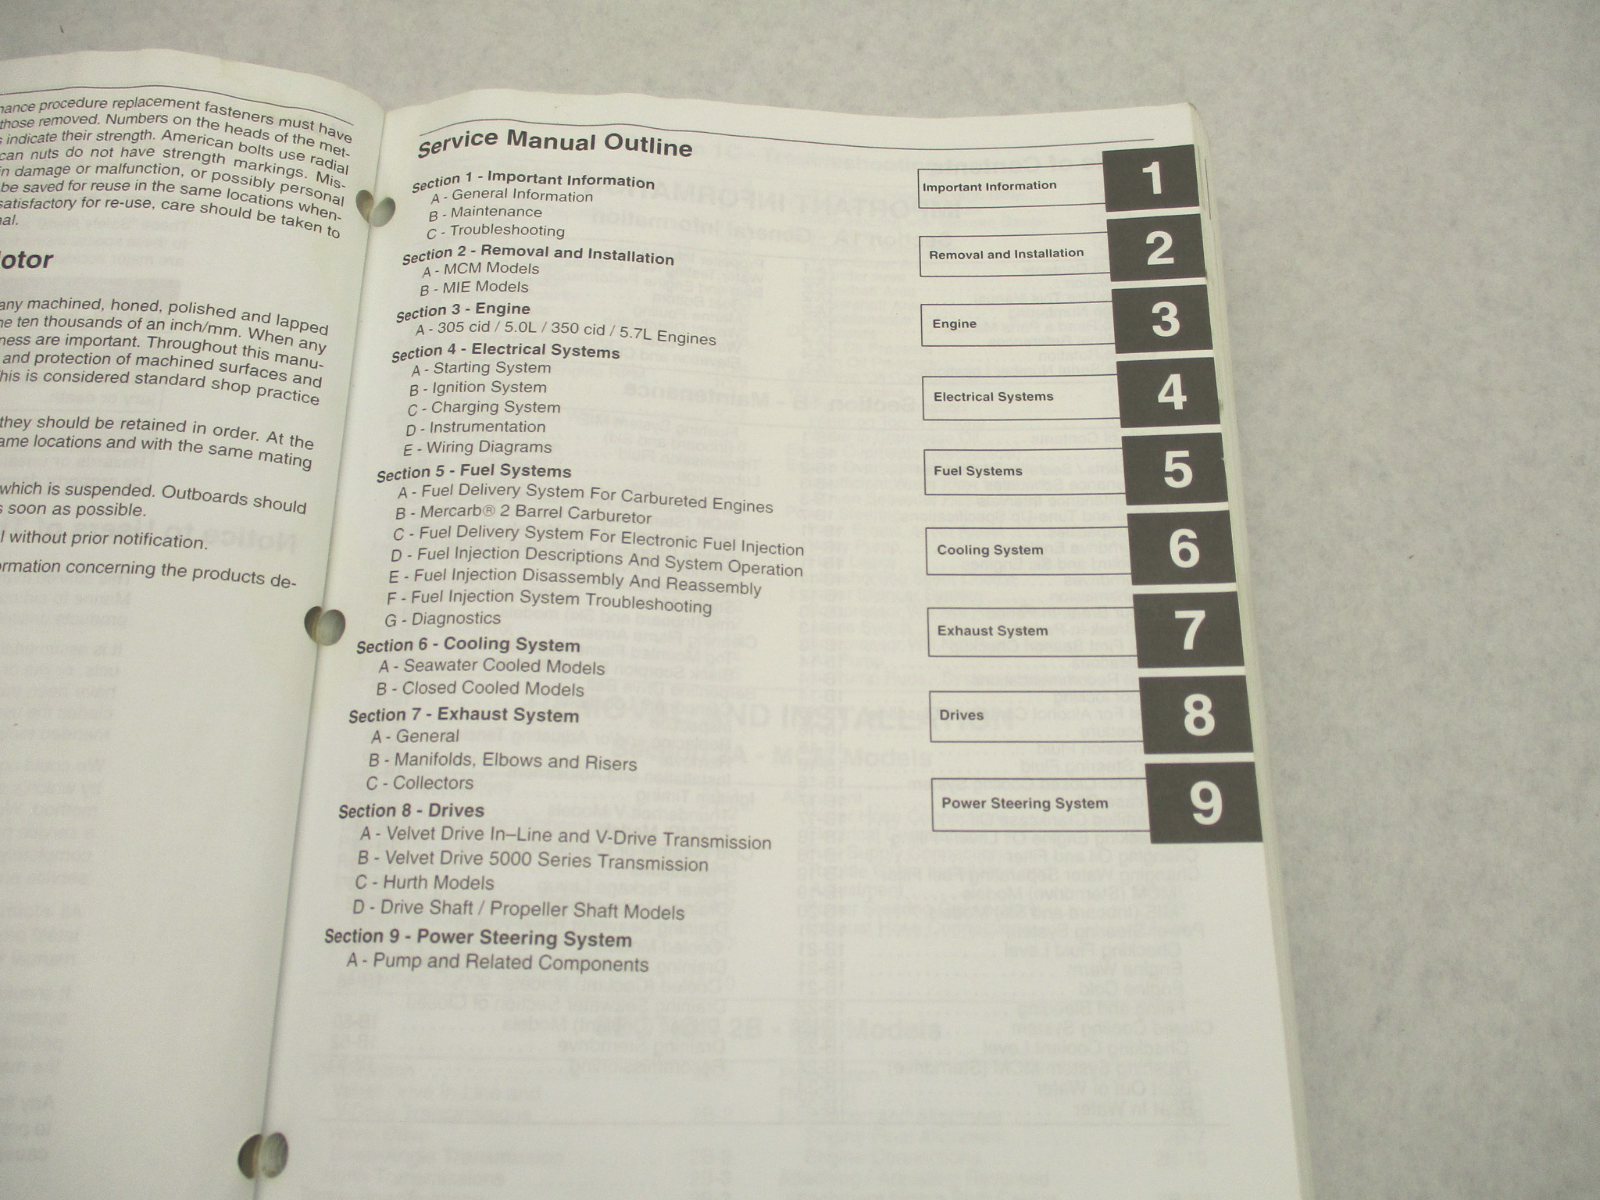 nance procedure replacement fasteners must have
those removed. Numbers on the heads of the met-
s indicate their strength. American bolts use radial
can nuts do not have strength markings. Mis-
in damage or malfunction, or possibly personal
be saved for reuse in the same locations when-
satisfactory for re-use, care should be taken to
nal.
otor
any machined, honed, polished and lapped
ne ten thousands of an inch/mm. When any
ness are important. Throughout this manu-
and protection of machined surfaces and
his is considered standard shop practice
they should be retained in order. At the
ame locations and with the same mating
which is suspended. Outboards should
s soon as possible.
l without prior notification.
ormation concerning the products de-
Service Manual Outline
Section 1 - Important Information
A - General Information
B - Maintenance
C - Troubleshooting
Section 2 - Removal and Installation
A - MCM Models
B - MIE Models
Section 3 - Engine
A - 305 cid / 5.0L / 350 cid / 5.7L Engines
Section 4 - Electrical Systems
A - Starting System
B - Ignition System
C - Charging System
D - Instrumentation
E - Wiring Diagrams
Section 5 - Fuel Systems
A - Fuel Delivery System For Carbureted Engines
B - Mercarb® 2 Barrel Carburetor
C - Fuel Delivery System For Electronic Fuel Injection
D - Fuel Injection Descriptions And System Operation
E - Fuel Injection Disassembly And Reassembly
F - Fuel Injection System Troubleshooting
G - Diagnostics
Section 6 - Cooling System
A - Seawater Cooled Models
B - Closed Cooled Models
Section 7 - Exhaust System
A - General
B - Manifolds, Elbows and Risers
C - Collectors
Section 8 - Drives
A - Velvet Drive In–Line and V-Drive Transmission
B - Velvet Drive 5000 Series Transmission
C - Hurth Models
D - Drive Shaft / Propeller Shaft Models
Section 9 - Power Steering System
A - Pump and Related Components
Important Information 1
Removal and Installation 2
Engine 3
Electrical Systems 4
Fuel Systems 5
Cooling System 6
Exhaust System 7
Drives 8
Power Steering System 9